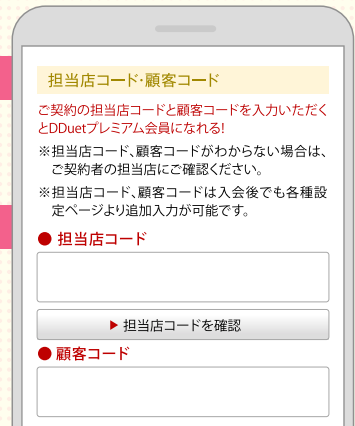 担当店コード・顧客コード
ご契約の担当店コードと顧客コードを入力いただく
とDDuetプレミアム会員になれる!
※担当店コード、顧客コードがわからない場合は、
ご契約者の担当店にご確認ください。
※担当店コード、顧客コードは入会後でも各種設
定ページより追加入力が可能です。
● 担当店コード
▶ 担当店コードを確認
● 顧客コード